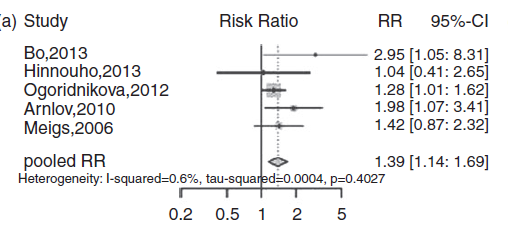 (a) Study Risk Ratio RR 95%-CI
Bo,2013 2.95 [1.05: 8.31]
Hinnouho,2013 1.04 [0.41: 2.65]
Ogoridnikova,2012 1.28 [1.01: 1.62]
Arnlov,2010 1.98 [1.07: 3.41]
Meigs,2006 1.42 [0.87: 2.32]
pooled RR 1.39 [1.14: 1.69]
Heterogeneity: I-squared=0.6%, tau-squared=0.0004, p=0.4027
0.2 0.5 1 2 5